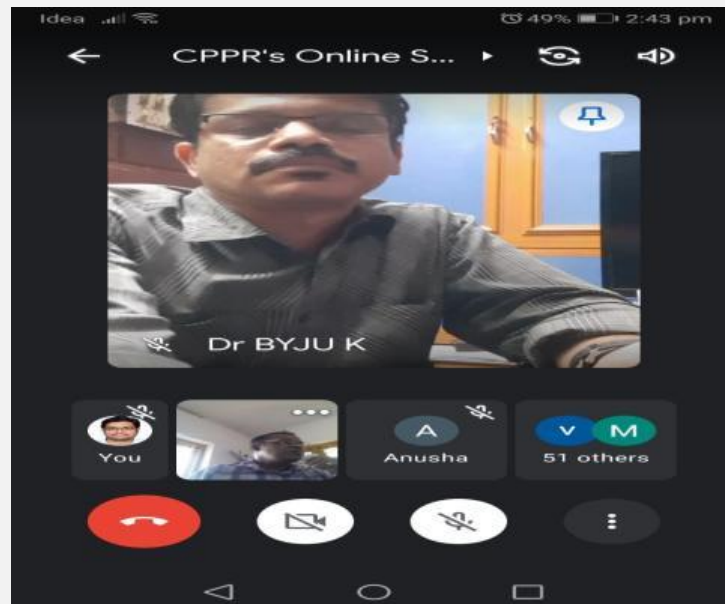 Idea 49% 2:43 pm
CPPR's Online S...
Dr BYJU K
You
A
Anusha
V M
51 others